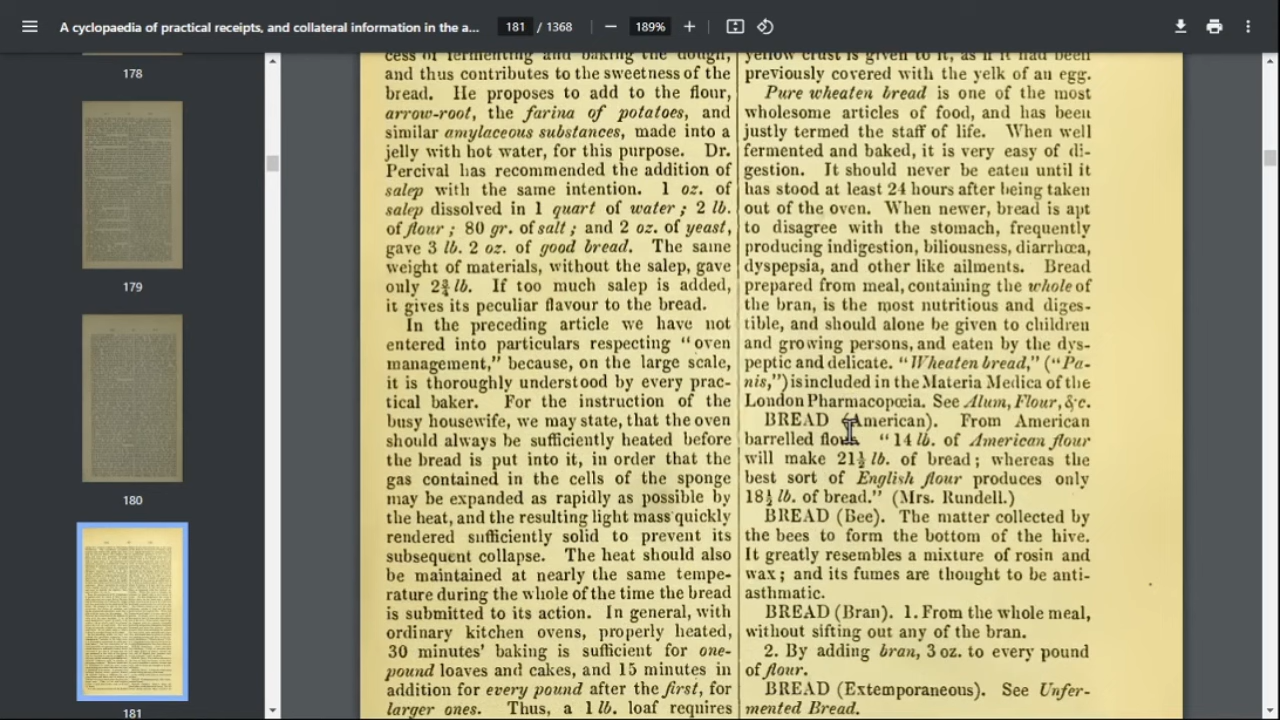 A cyclopaedia of practical receipts, and collateral information in the a...
181 / 1368
189%
178
179
180
181
cess of fermenting and baking the dough,
and thus contributes to the sweetness of the
bread. He proposes to add to the flour,
arrow-root, the farina of potatoes, and
similar amylaceous substances, made into a
jelly with hot water, for this purpose. Dr.
Percival has recommended the addition of
salep with the same intention. 1 oz. of
salep dissolved in 1 quart of water; 2 lb.
of flour; 80 gr. of salt; and 2 oz. of yeast,
gave 3 lb. 2 oz. of good bread. The same
weight of materials, without the salep, gave
only 2¾ lb. If too much salep is added,
it gives its peculiar flavour to the bread.
In the preceding article we have not
entered into particulars respecting "oven
management," because, on the large scale,
it is thoroughly understood by every prac-
tical baker. For the instruction of the
busy housewife, we may state, that the oven
should always be sufficiently heated before
the bread is put into it, in order that the
gas contained in the cells of the sponge
may be expanded as rapidly as possible by
the heat, and the resulting light mass quickly
rendered sufficiently solid to prevent its
subsequent collapse. The heat should also
be maintained at nearly the same tempe-
rature during the whole of the time the bread
is submitted to its action. In general, with
ordinary kitchen ovens, properly heated,
30 minutes' baking is sufficient for one-
pound loaves and cakes, and 15 minutes in
addition for every pound after the first, for
larger ones. Thus, a 1 lb. loaf requires
yellow crust is given to it, as if it had been
previously covered with the yelk of an egg.
Pure wheaten bread is one of the most
wholesome articles of food, and has been
justly termed the staff of life. When well
fermented and baked, it is very easy of di-
gestion. It should never be eaten until it
has stood at least 24 hours after being taken
out of the oven. When newer, bread is apt
to disagree with the stomach, frequently
producing indigestion, biliousness, diarrhœa,
dyspepsia, and other like ailments. Bread
prepared from meal, containing the whole of
the bran, is the most nutritious and diges-
tible, and should alone be given to children
and growing persons, and eaten by the dys-
peptic and delicate. "Wheaten bread," ("Pa-
nis,") is included in the Materia Medica of the
London Pharmacopœia. See Alum, Flour, &c.
BREAD (American). From American
barrelled flour. "14 lb. of American flour
will make 21½ lb. of bread; whereas the
best sort of English flour produces only
18½ lb. of bread." (Mrs. Rundell.)
BREAD (Bee). The matter collected by
the bees to form the bottom of the hive.
It greatly resembles a mixture of rosin and
wax; and its fumes are thought to be anti-
asthmatic.
BREAD (Bran). 1. From the whole meal,
without sifting out any of the bran.
2. By adding bran, 3 oz. to every pound
of flour.
BREAD (Extemporaneous). See Unfer-
mented Bread.